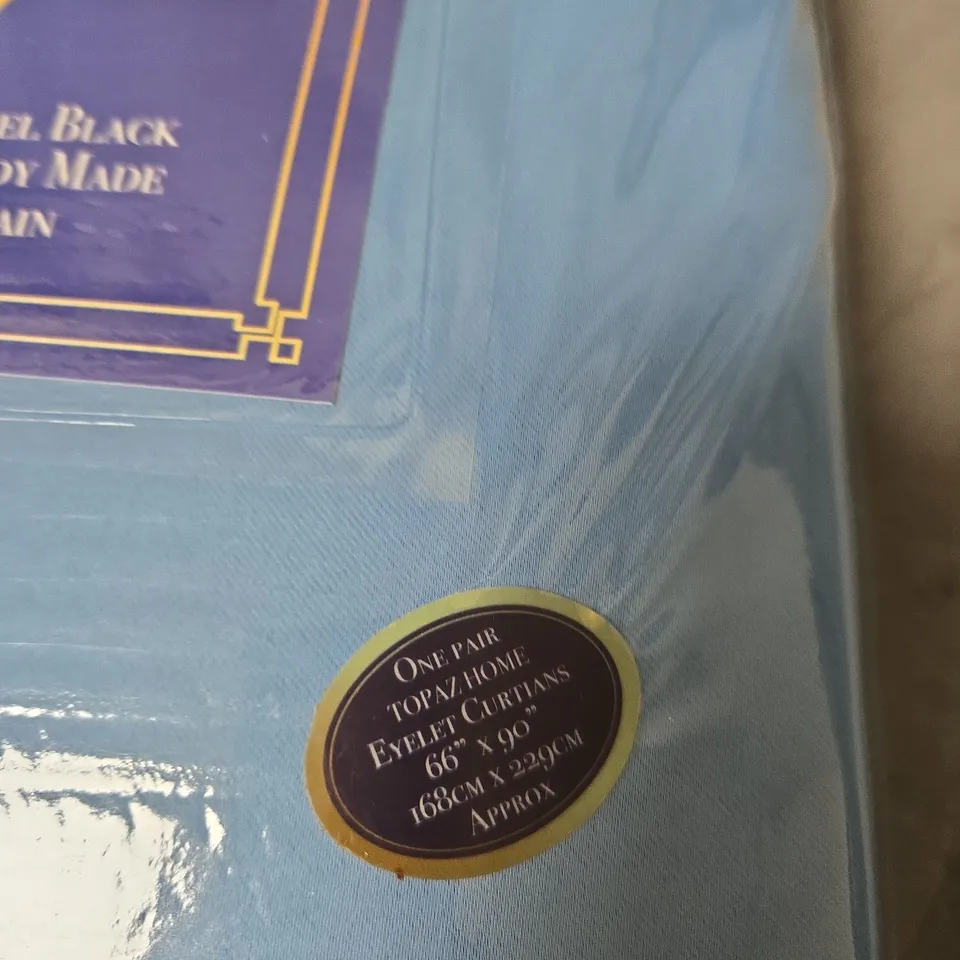 EL BLACK
DY MADE
AIN
ONE PAIR
TOPAZ HOME
EYELET CURTIANS
66” X 90”
168CM X 229CM
APPROX